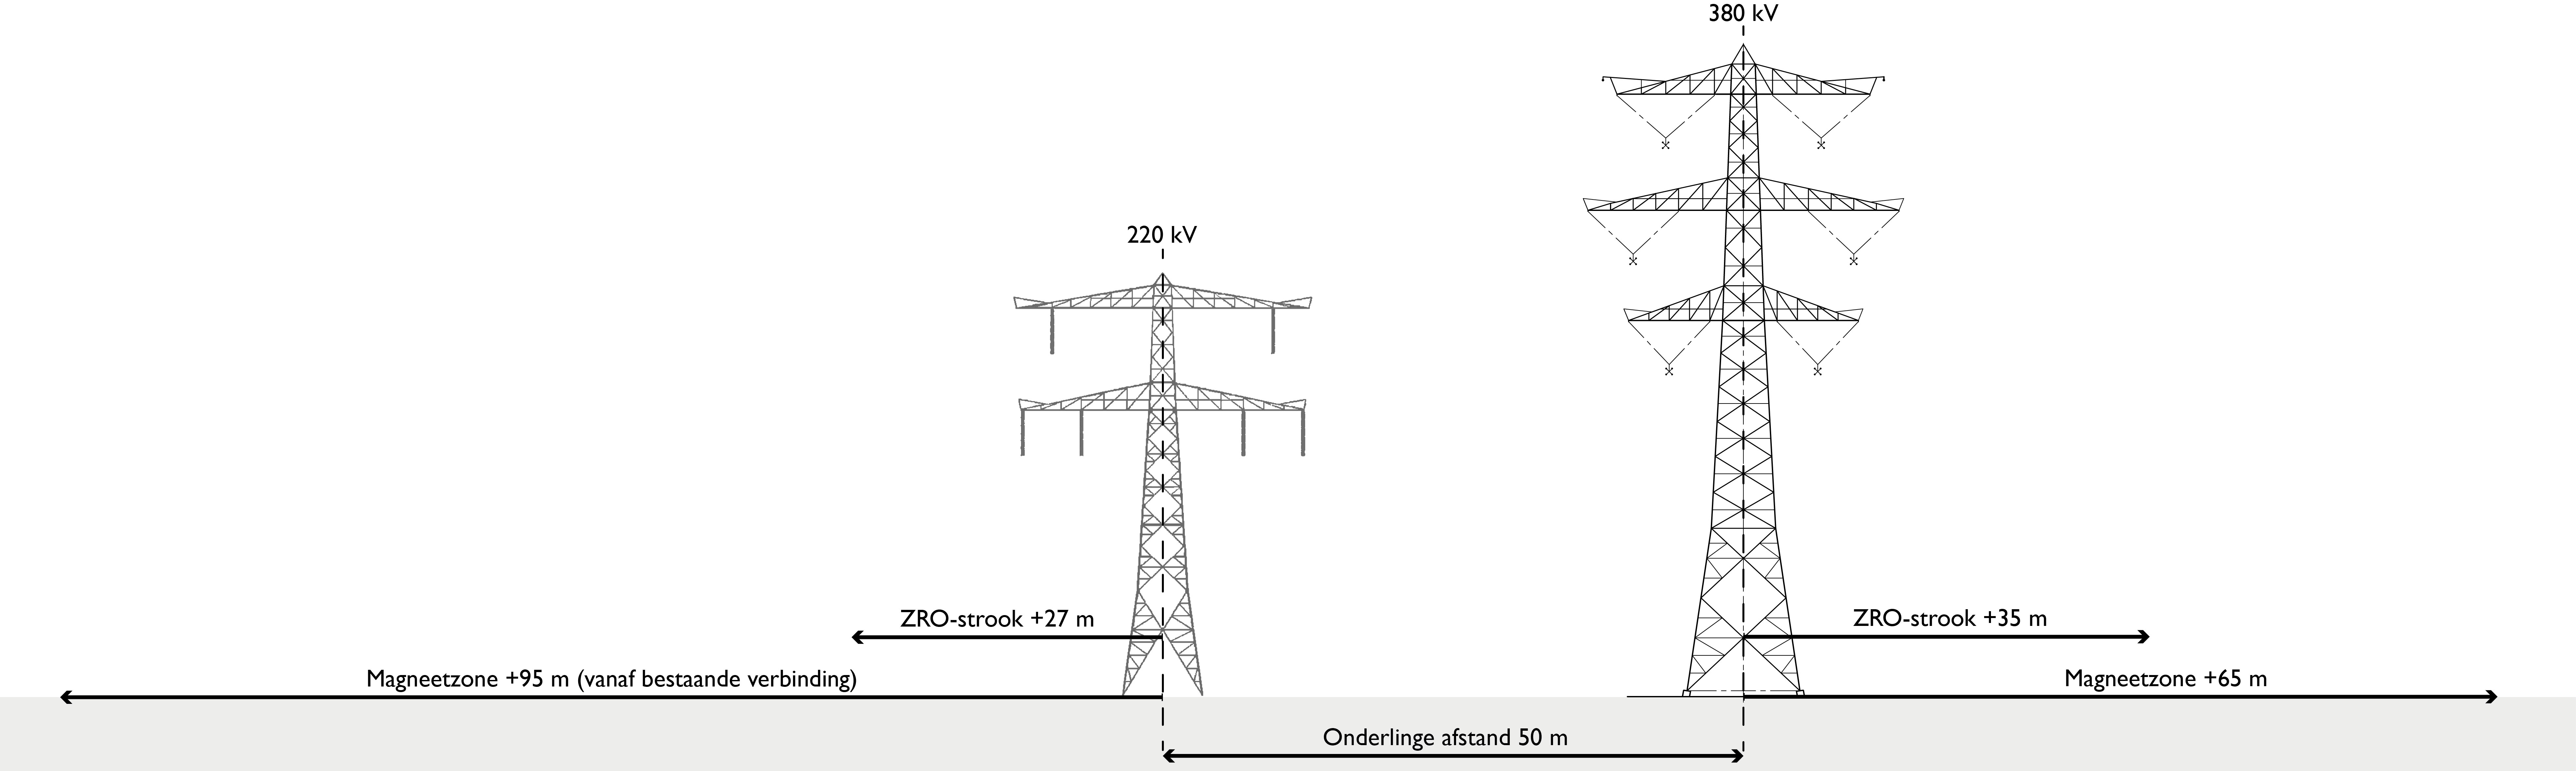 380 kV
220 kV
ZRO-strook +27 m
ZRO-strook +35 m
Magneetzone +95 m (vanaf bestaande verbinding)
Magneetzone +65 m
Onderlinge afstand 50 m